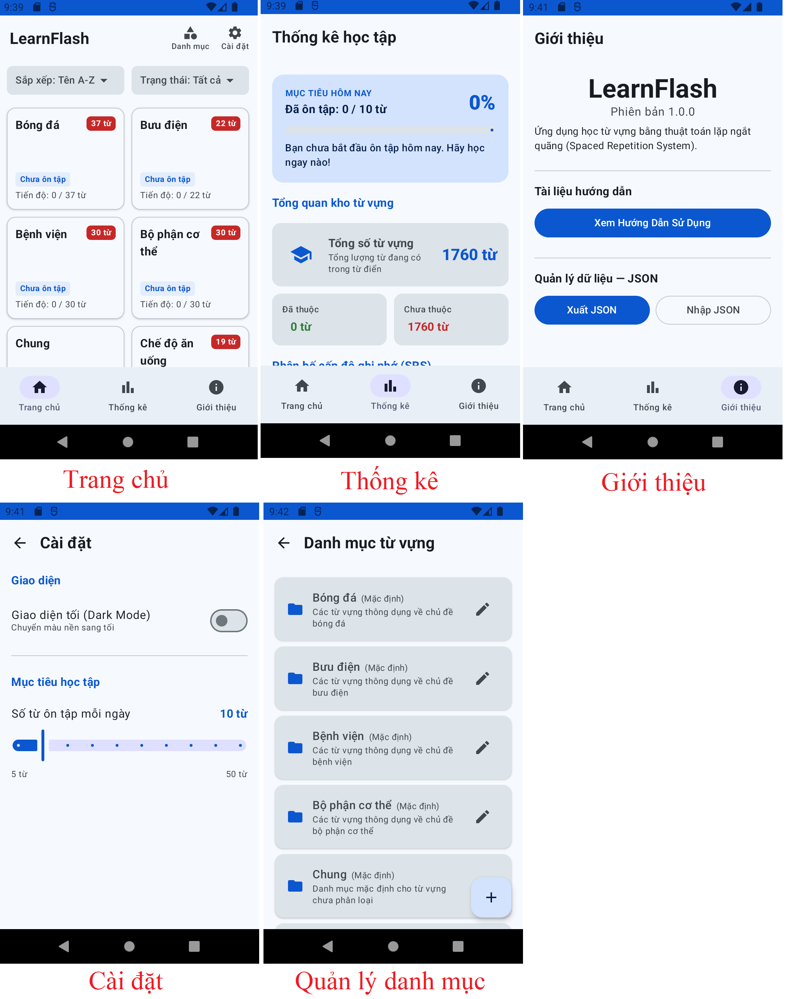 9:39
LearnFlash
Danh mục
Cài đặt
Sắp xếp: Tên A-Z
Trạng thái: Tất cả
Bóng đá
37 từ
Chưa ôn tập
Tiến độ: 0 / 37 từ
Bưu điện
22 từ
Chưa ôn tập
Tiến độ: 0 / 22 từ
Bệnh viện
30 từ
Chưa ôn tập
Tiến độ: 0 / 30 từ
Bộ phận cơ
thể
30 từ
Chưa ôn tập
Tiến độ: 0 / 30 từ
Chung
Chế độ ăn
uống
19 từ
Trang chủ
Thống kê
Giới thiệu
Trang chủ
9:39
Thống kê học tập
MỤC TIÊU HÔM NAY
Đã ôn tập: 0 / 10 từ
0%
Bạn chưa bắt đầu ôn tập hôm nay. Hãy học
ngay nào!
Tổng quan kho từ vựng
Tổng số từ vựng
Tổng lượng từ đang có
trong từ điển
1760 từ
Đã thuộc
0 từ
Chưa thuộc
1760 từ
Phân bố cấp độ ghi nhớ (SRS)
Trang chủ
Thống kê
Giới thiệu
Thống kê
9:41
Giới thiệu
LearnFlash
Phiên bản 1.0.0
Ứng dụng học từ vựng bằng thuật toán lặp ngắt
quãng (Spaced Repetition System).
Tài liệu hướng dẫn
Xem Hướng Dẫn Sử Dụng
Quản lý dữ liệu — JSON
Xuất JSON
Nhập JSON
Trang chủ
Thống kê
Giới thiệu
Giới thiệu
9:41
Cài đặt
Giao diện
Giao diện tối (Dark Mode)
Chuyển màu nền sang tối
Mục tiêu học tập
Số từ ôn tập mỗi ngày
10 từ
5 từ
50 từ
Cài đặt
9:42
Danh mục từ vựng
Bóng đá (Mặc định)
Các từ vựng thông dụng về chủ đề
bóng đá
Bưu điện (Mặc định)
Các từ vựng thông dụng về chủ đề
bưu điện
Bệnh viện (Mặc định)
Các từ vựng thông dụng về chủ đề
bệnh viện
Bộ phận cơ thể (Mặc định)
Các từ vựng thông dụng về chủ đề
bộ phận cơ thể
Chung (Mặc định)
Danh mục mặc định cho từ vựng
chưa phân loại
Quản lý danh mục